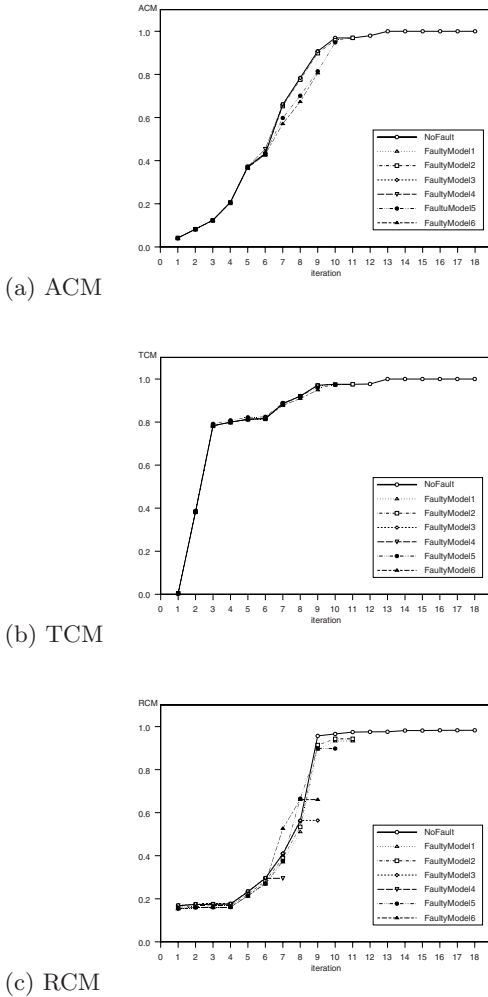 ACM
1.0
0.8
0.6
0.4
0.2
0.0
NoFault
FaultyModel1
FaultyModel2
FaultyModel3
FaultyModel4
FaultuModel5
FaultyModel6
0 1 2 3 4 5 6 7 8 9 10 11 12 13 14 15 16 17 18
iteration
(a) ACM
TCM
1.0
0.8
0.6
0.4
0.2
0.0
NoFault
FaultyModel1
FaultyModel2
FaultyModel3
FaultyModel4
FaultyModel5
FaultyModel6
0 1 2 3 4 5 6 7 8 9 10 11 12 13 14 15 16 17 18
iteration
(b) TCM
RCM
1.0
0.8
0.6
0.4
0.2
0.0
NoFault
FaultyModel1
FaultyModel2
FaultyModel3
FaultyModel4
FaultyModel5
FaultyModel6
0 1 2 3 4 5 6 7 8 9 10 11 12 13 14 15 16 17 18
iteration
(c) RCM